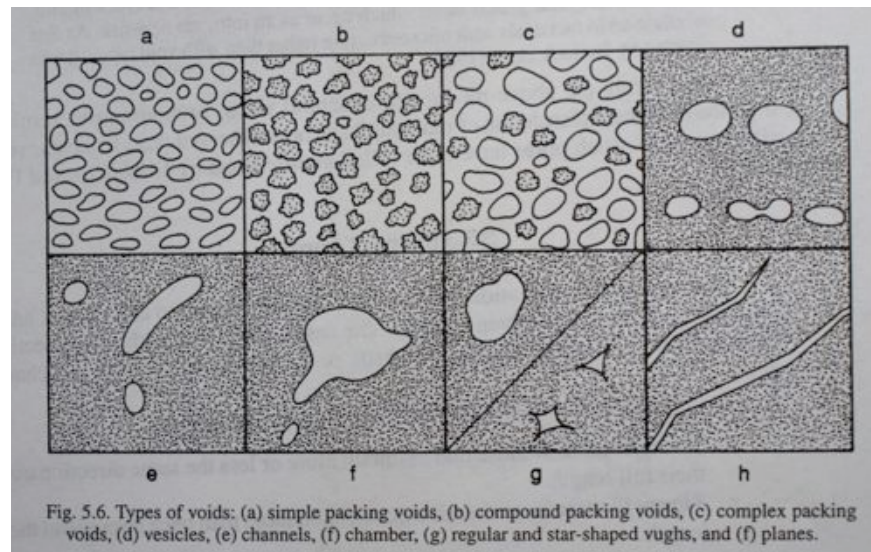 a b c d
e f g h
Fig. 5.6. Types of voids: (a) simple packing voids, (b) compound packing voids, (c) complex packing
voids, (d) vesicles, (e) channels, (f) chamber, (g) regular and star-shaped vughs, and (f) planes.